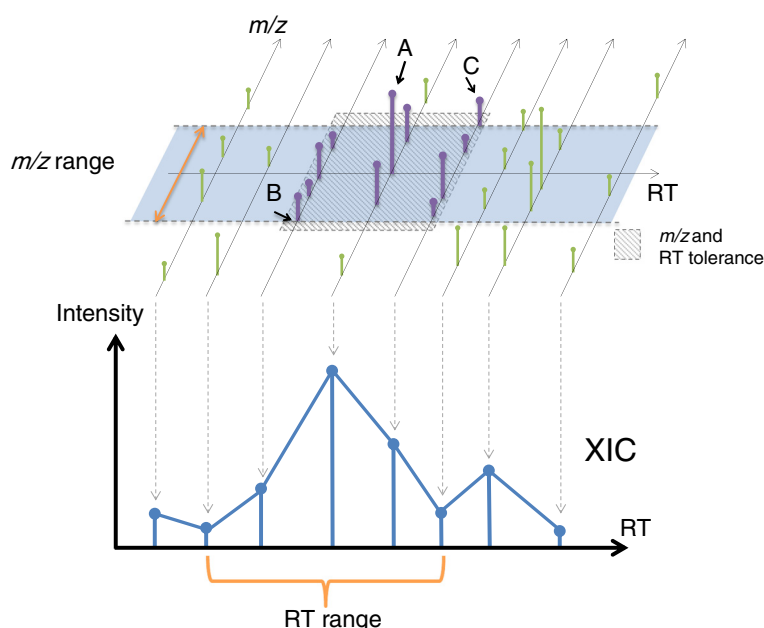 m/z
A
C
m/z range
B
RT
m/z and
RT tolerance
Intensity
XIC
RT
RT range